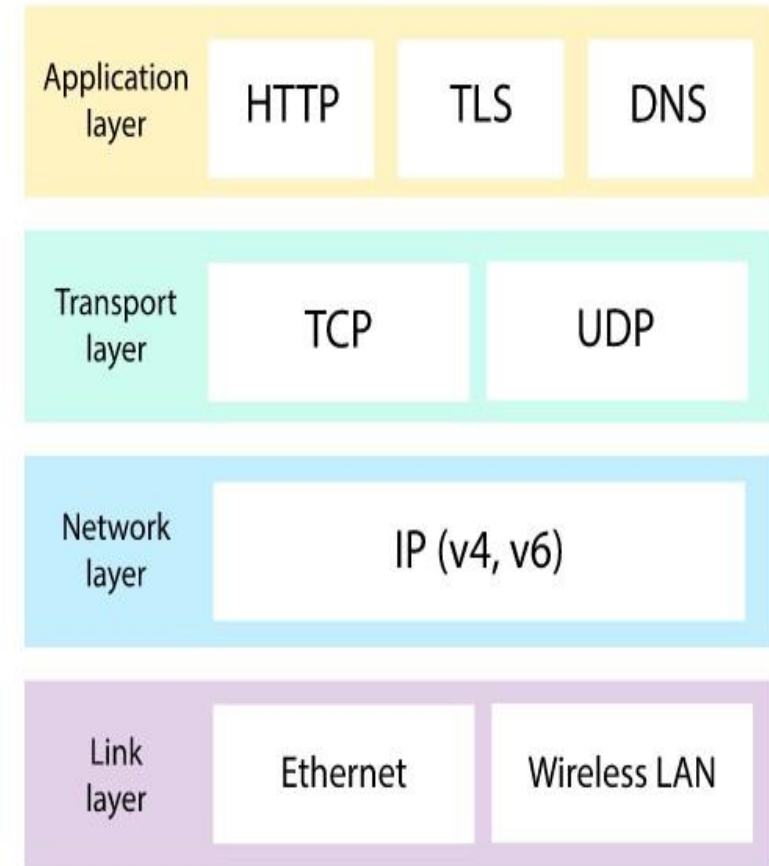 Application
layer
HTTP
TLS
DNS
Transport
layer
TCP
UDP
Network
layer
IP (v4, v6)
Link
layer
Ethernet
Wireless LAN